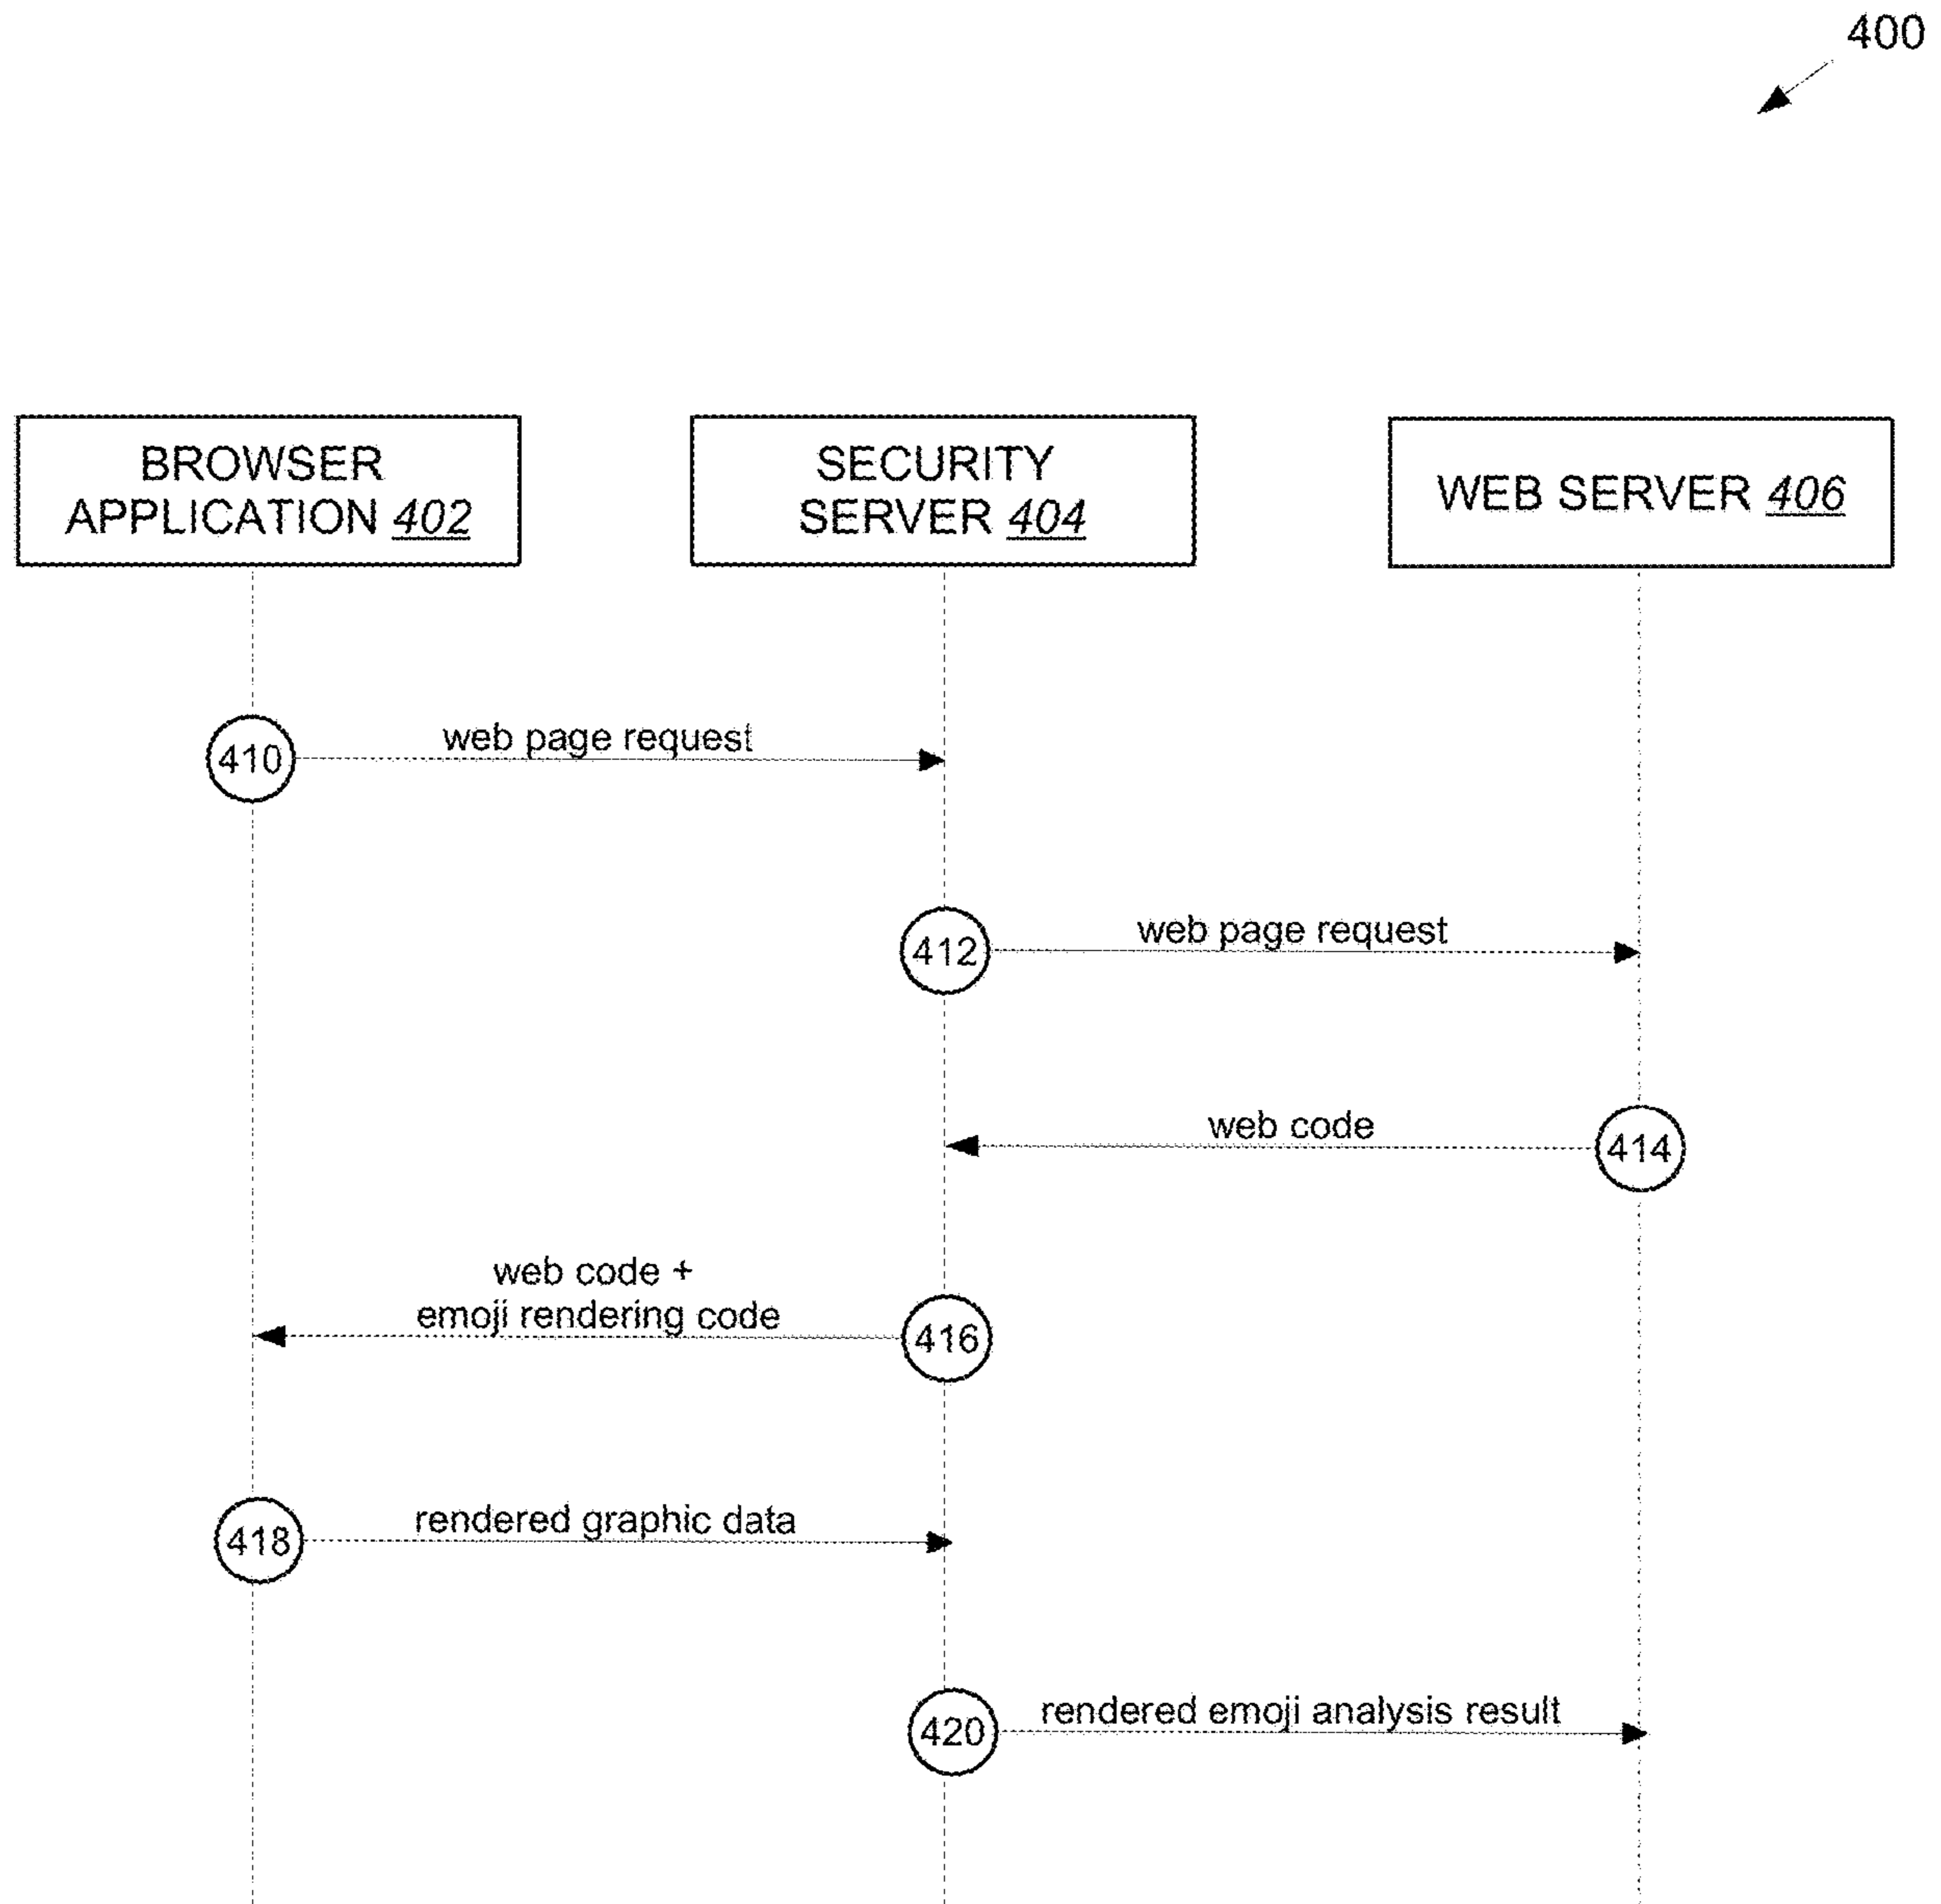 400
BROWSER
APPLICATION 402
SECURITY
SERVER 404
WEB SERVER 406
410
web page request
412
web page request
web code
414
web code +
emoji rendering code
416
418
rendered graphic data
420
rendered emoji analysis result